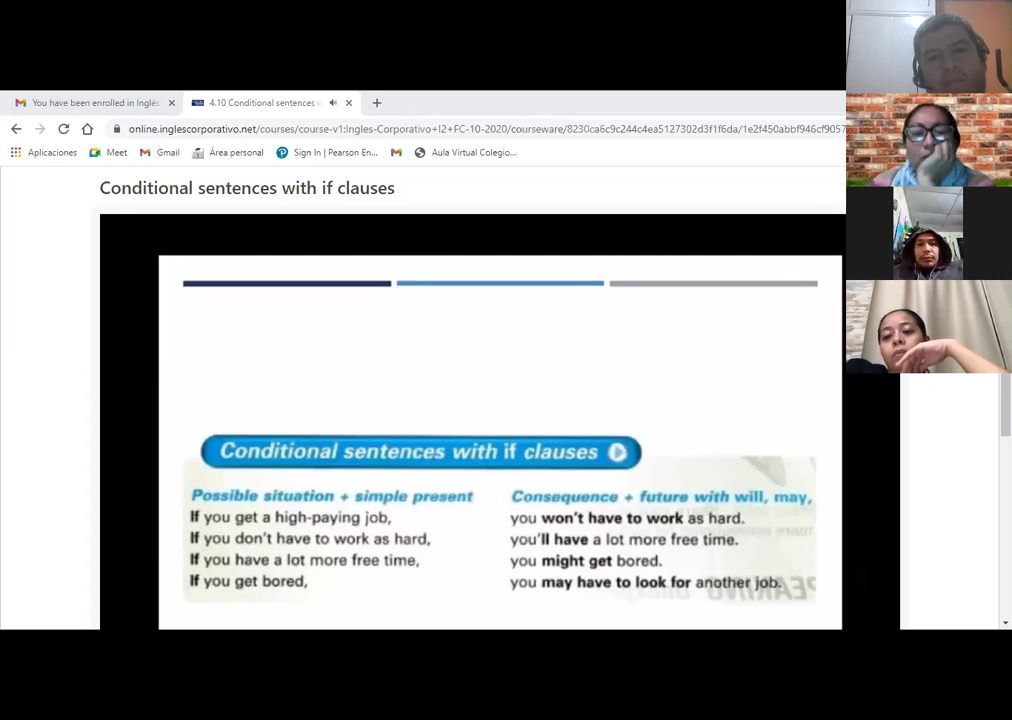 You have been enrolled in Inglés
4.10 Conditional sentences w
online.inglescorporativo.net/courses/course-v1:Ingles-Corporativo+I2+FC-10-2020/courseware/8230ca6c9c244c4ea5127302d3f1f6da/1e2f450abbf946cf9057
Aplicaciones Meet Gmail Área personal Sign In | Pearson En... Aula Virtual Colegio...
Conditional sentences with if clauses
Conditional sentences with if clauses
Possible situation + simple present Consequence + future with will, may,
If you get a high-paying job, you won't have to work as hard.
If you don't have to work as hard, you'll have a lot more free time.
If you have a lot more free time, you might get bored.
If you get bored, you may have to look for another job.